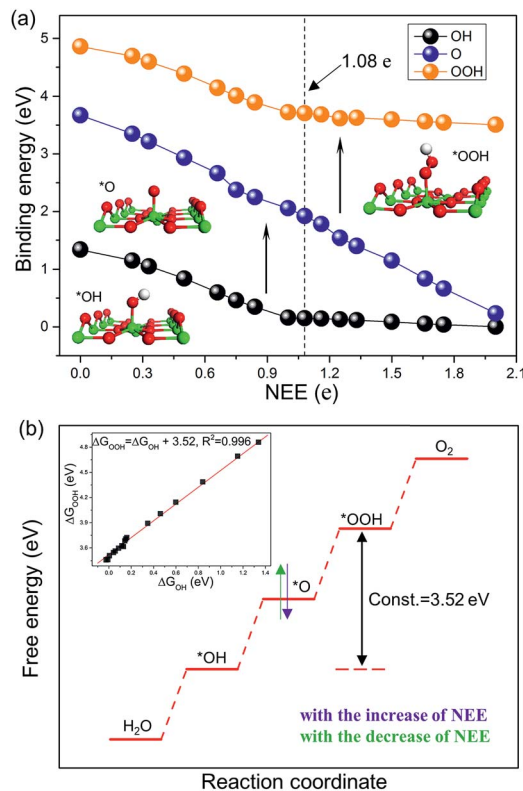 (a)
Binding energy (eV)
5
4
3
2
1
0
OH
O
OOH
1.08 e
*O
*OH
*OOH
0.0
0.3
0.6
0.9
1.2
1.5
1.8
2.1
NEE (e)
(b)
Free energy (eV)
ΔG_OOH=ΔG_OH + 3.52, R²=0.996
ΔG_OOH (eV)
4.8
4.4
4.0
3.6
0.0
0.2
0.4
0.6
0.8
1.0
1.2
1.4
ΔG_OH (eV)
O₂
*OOH
*O
Const.=3.52 eV
*OH
H₂O
with the increase of NEE
with the decrease of NEE
Reaction coordinate